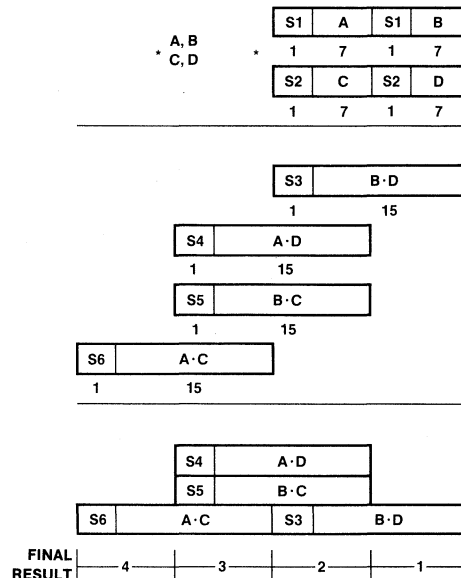 S1 A S1 B
* A, B *
C, D
1 7 1 7
S2 C S2 D
1 7 1 7
S3 B·D
1 15
S4 A·D
1 15
S5 B·C
1 15
S6 A·C
1 15
S4 A·D
S5 B·C
S6 A·C S3 B·D
FINAL
RESULT 4 3 2 1